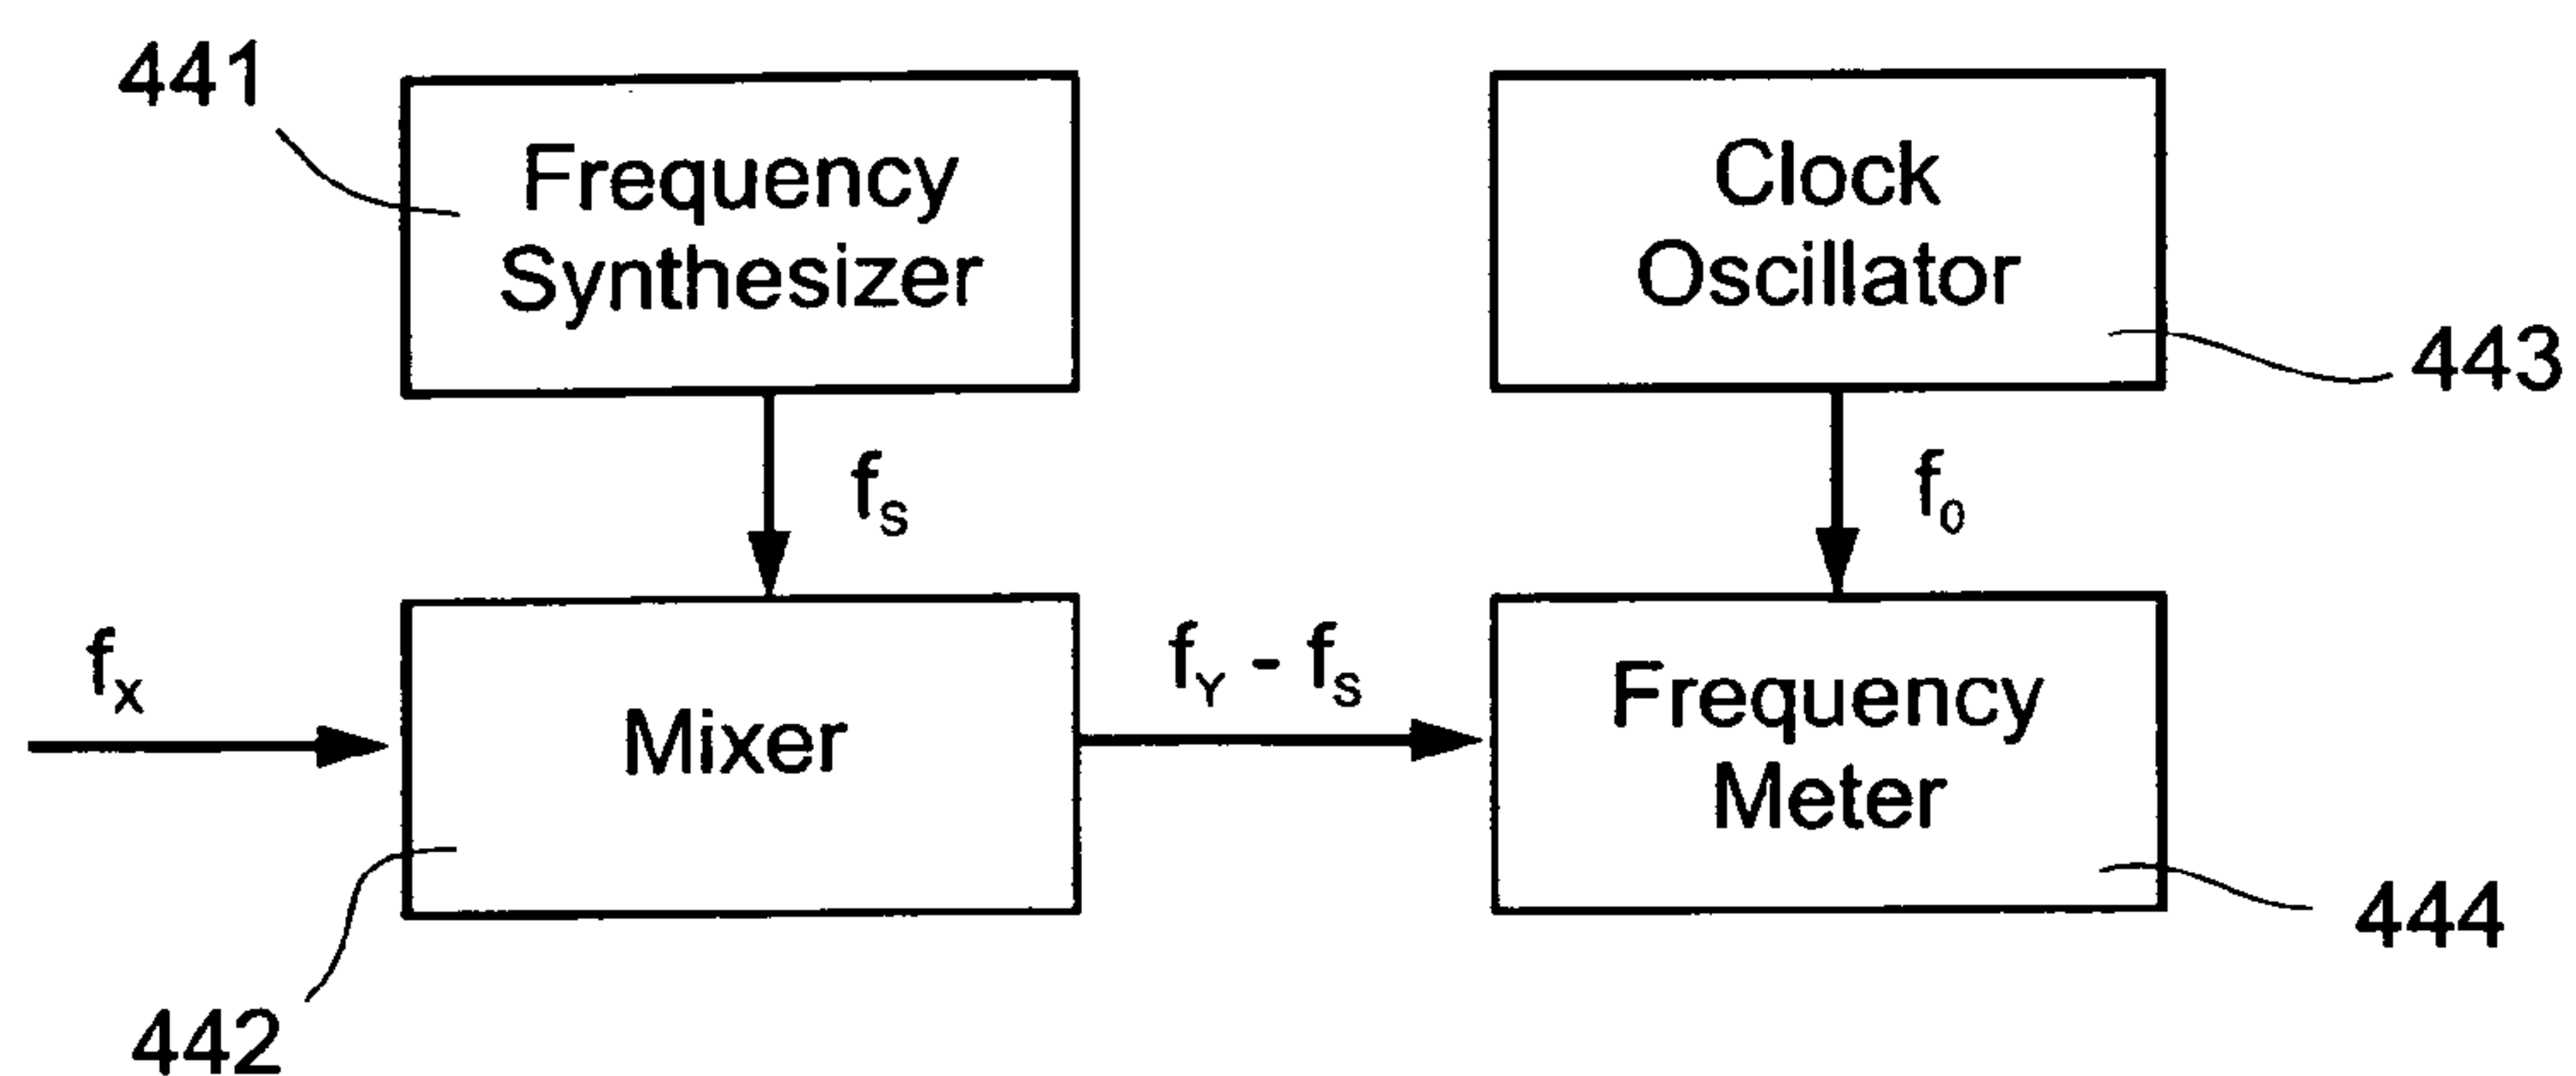 441
Frequency
Synthesizer
Clock
Oscillator
443
fS
f0
fX
Mixer
fY - fS
Frequency
Meter
442
444